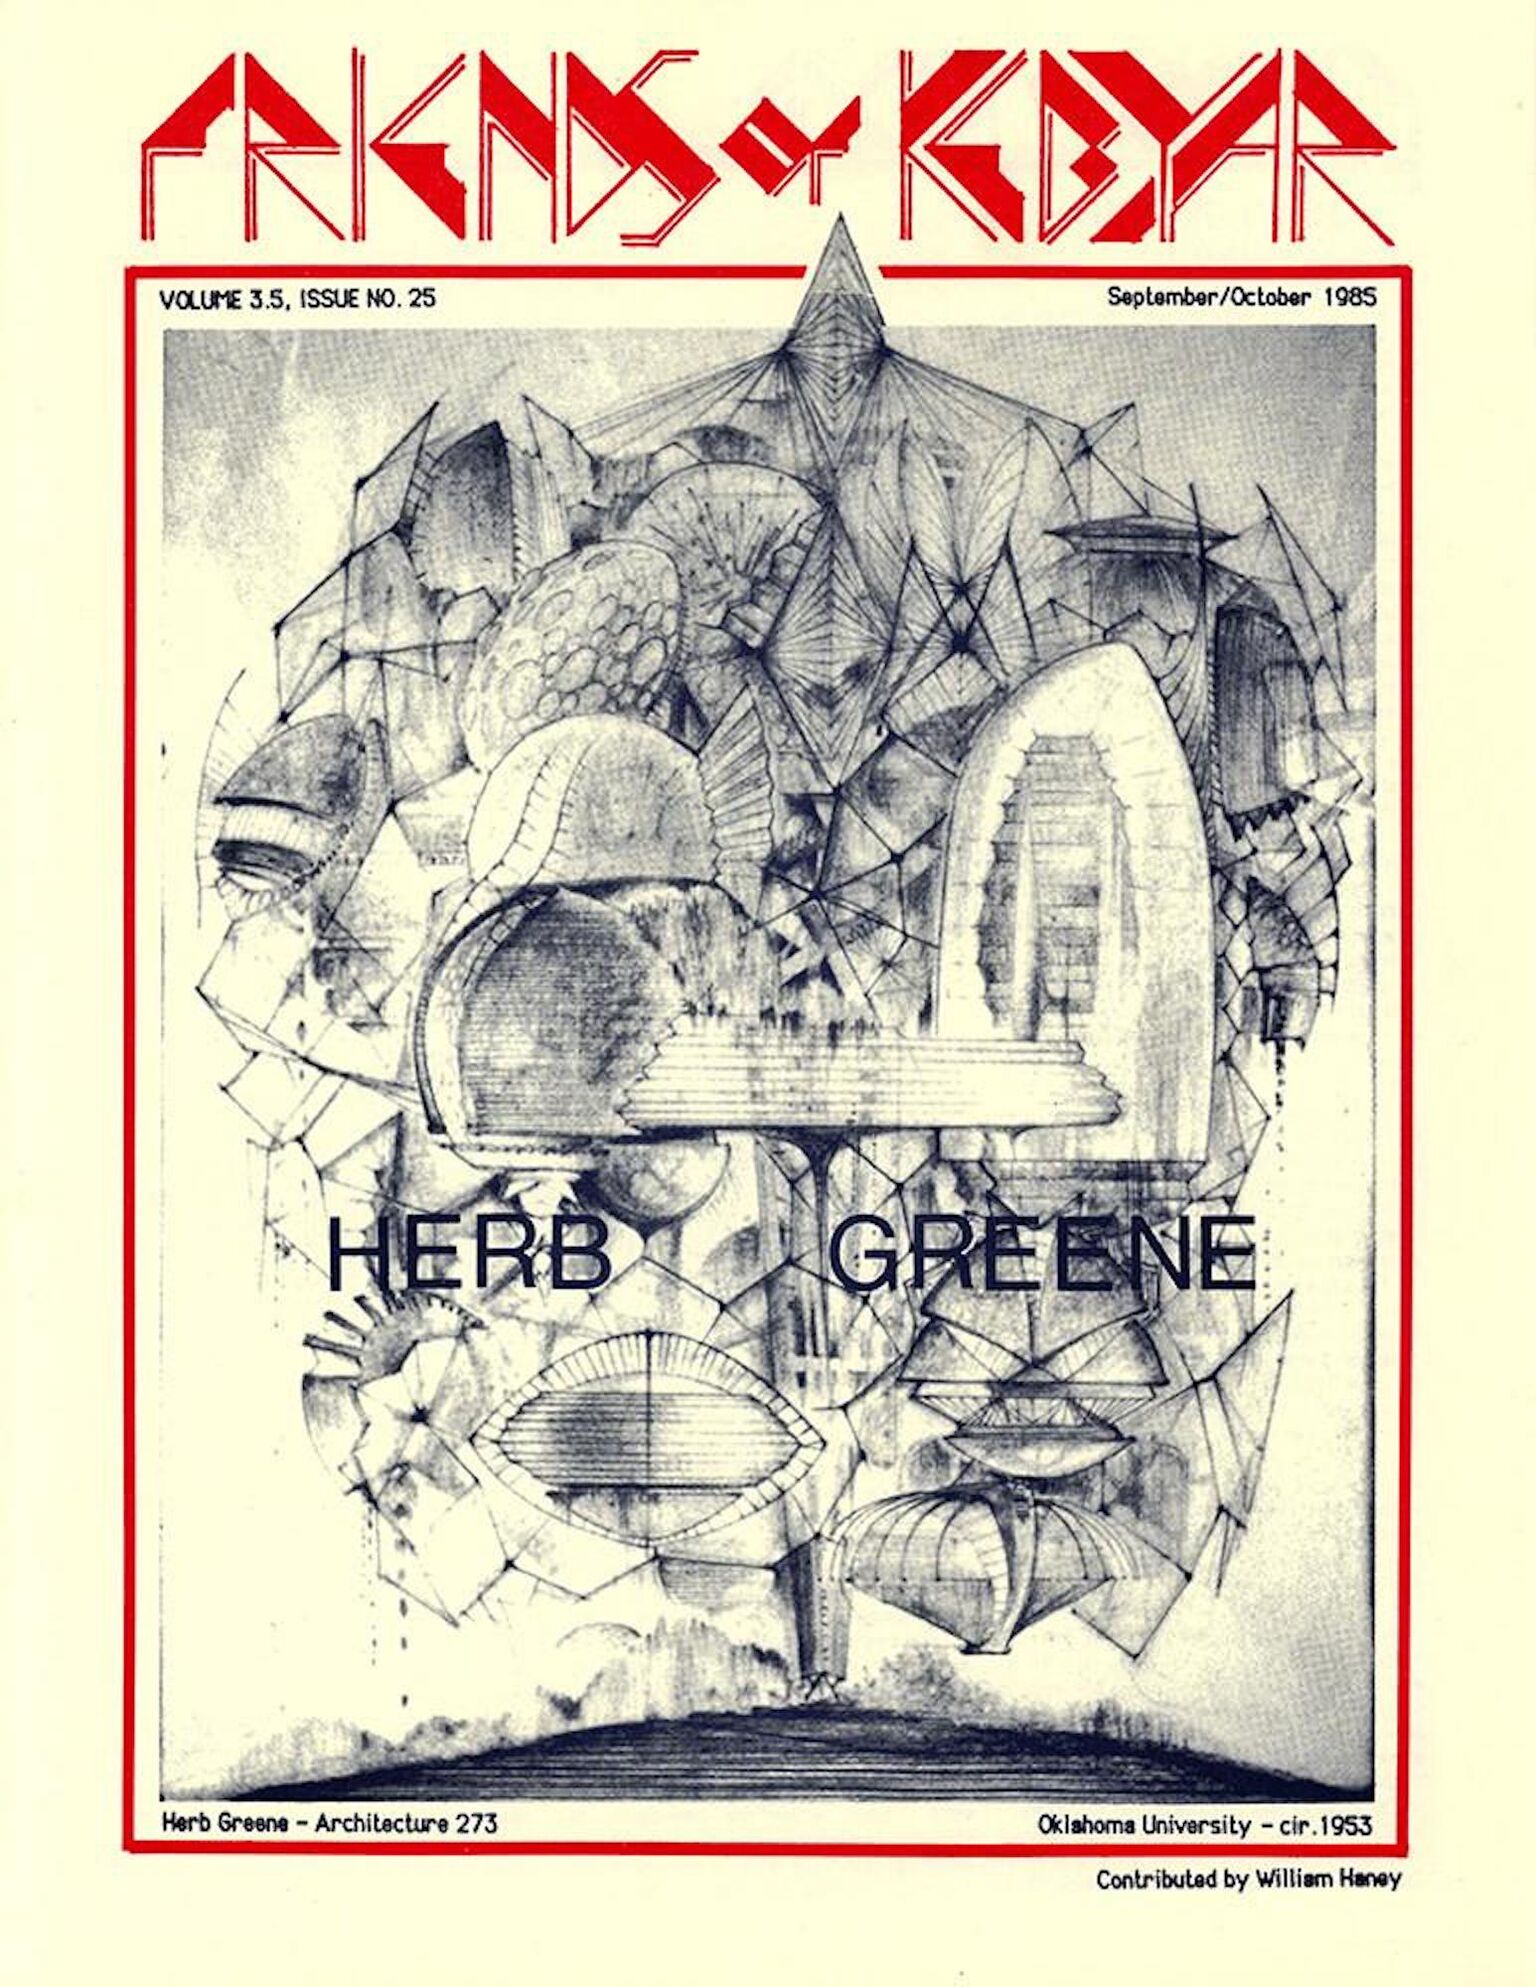 FRIENDS OF KEBYAR
VOLUME 3.5, ISSUE NO. 25
September/October 1985
HERB GREENE
Herb Greene - Architecture 273
Oklahoma University - cir.1953
Contributed by William Haney